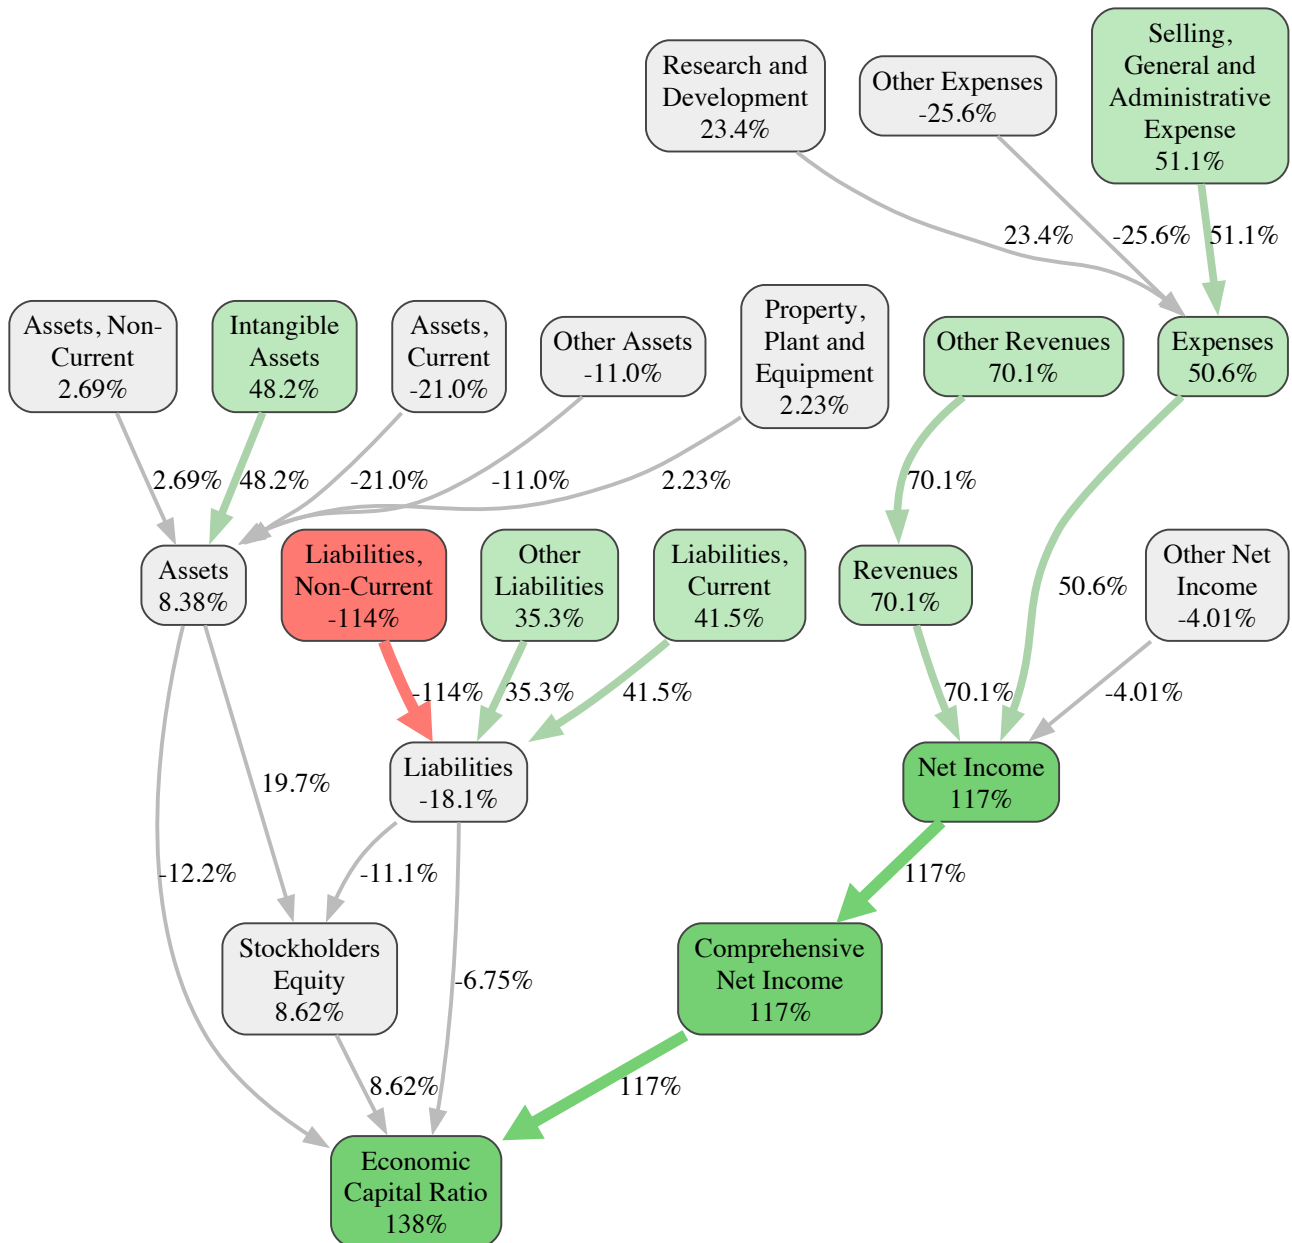 Research and
Development
23.4%
Other Expenses
-25.6%
Selling,
General and
Administrative
Expense
51.1%
23.4%
-25.6%
51.1%
Assets, Non-
Current
2.69%
Intangible
Assets
48.2%
Assets,
Current
-21.0%
Other Assets
-11.0%
Property,
Plant and
Equipment
2.23%
Other Revenues
70.1%
Expenses
50.6%
2.69%
48.2%
-21.0%
-11.0%
2.23%
70.1%
Assets
8.38%
Liabilities,
Non-Current
-114%
Other
Liabilities
35.3%
Liabilities,
Current
41.5%
Revenues
70.1%
50.6%
Other Net
Income
-4.01%
-114%
35.3%
41.5%
70.1%
-4.01%
19.7%
Liabilities
-18.1%
Net Income
117%
-12.2%
-11.1%
117%
Stockholders
Equity
8.62%
-6.75%
Comprehensive
Net Income
117%
8.62%
117%
Economic
Capital Ratio
138%